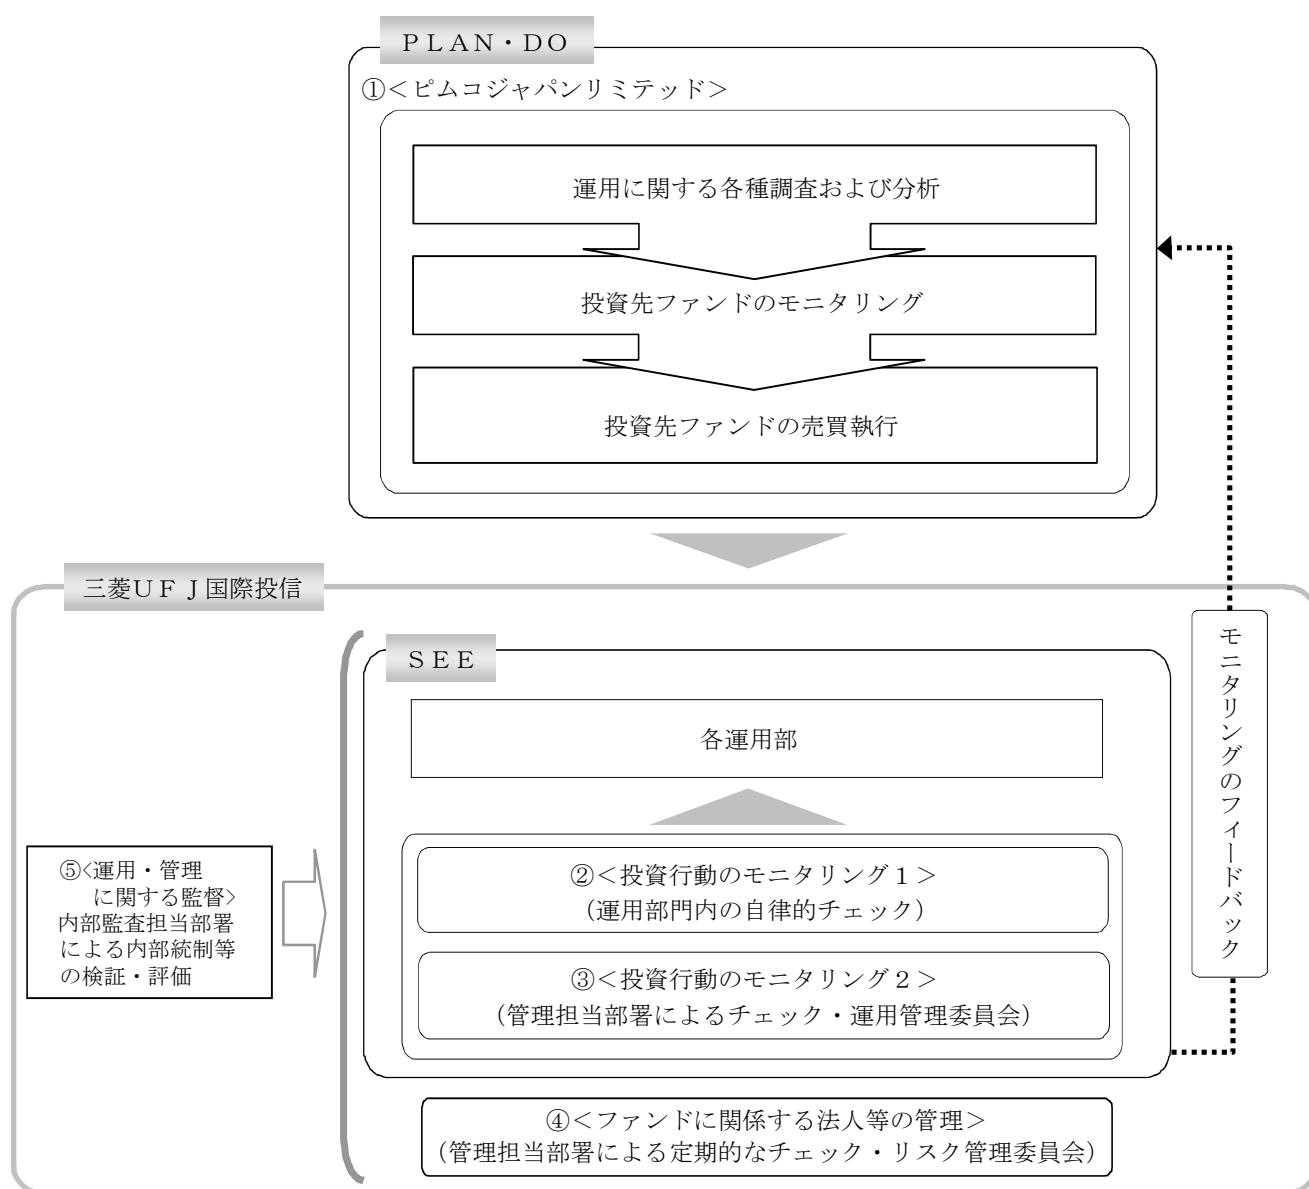 ＰＬＡＮ・ＤＯ
①＜ピムコジャパンリミテッド＞
運用に関する各種調査および分析
投資先ファンドのモニタリング
投資先ファンドの売買執行
三菱ＵＦＪ国際投信
ＳＥＥ
各運用部
②＜投資行動のモニタリング１＞
（運用部門内の自律的チェック）
③＜投資行動のモニタリング２＞
（管理担当部署によるチェック・運用管理委員会）
④＜ファンドに関係する法人等の管理＞
（管理担当部署による定期的なチェック・リスク管理委員会）
⑤<運用・管理
に関する監督>
内部監査担当部署
による内部統制等
の検証・評価
モニタリングのフィードバック